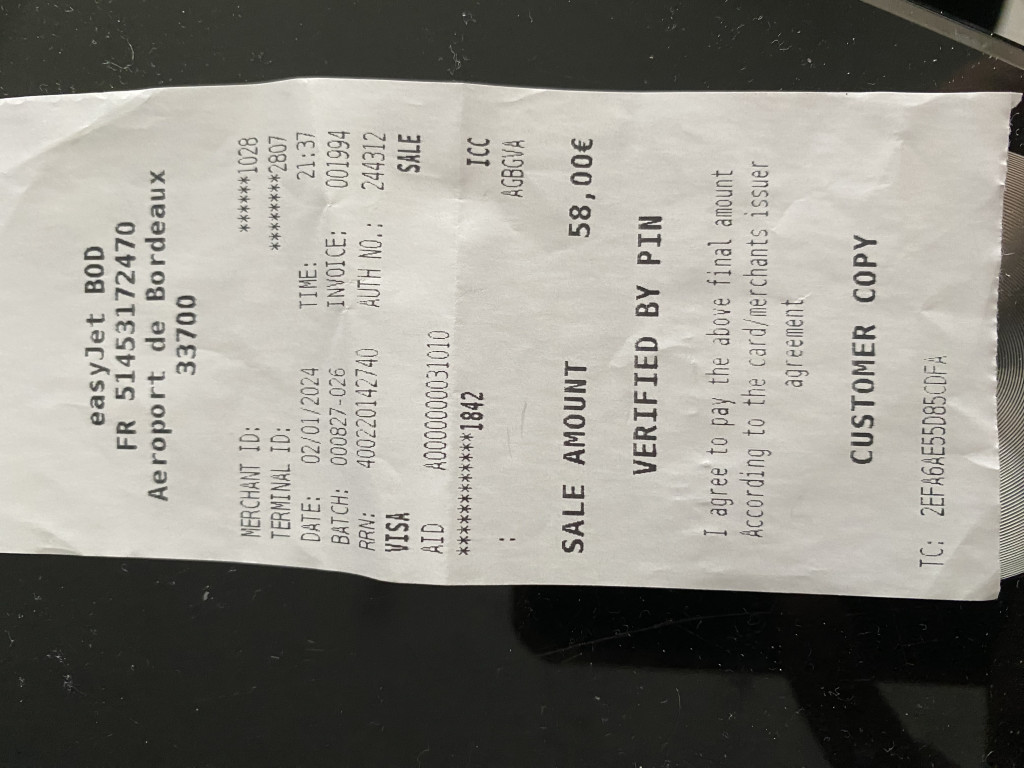 easyJet BOD
FR 51453172470
Aeroport de Bordeaux
33700
MERCHANT ID: ******1028
TERMINAL ID: ********2807
DATE: 02/01/2024 TIME: 21:37
BATCH: 000827-026 INVOICE: 001994
RRN: 400220142740 AUTH NO.: 244312
VISA SALE
AID A0000000031010
************1842 ICC
: AGBGVA
SALE AMOUNT 58,00€
VERIFIED BY PIN
I agree to pay the above final amount
According to the card/merchants issuer
agreement
CUSTOMER COPY
TC: 2EFA6AE55D85CDFA